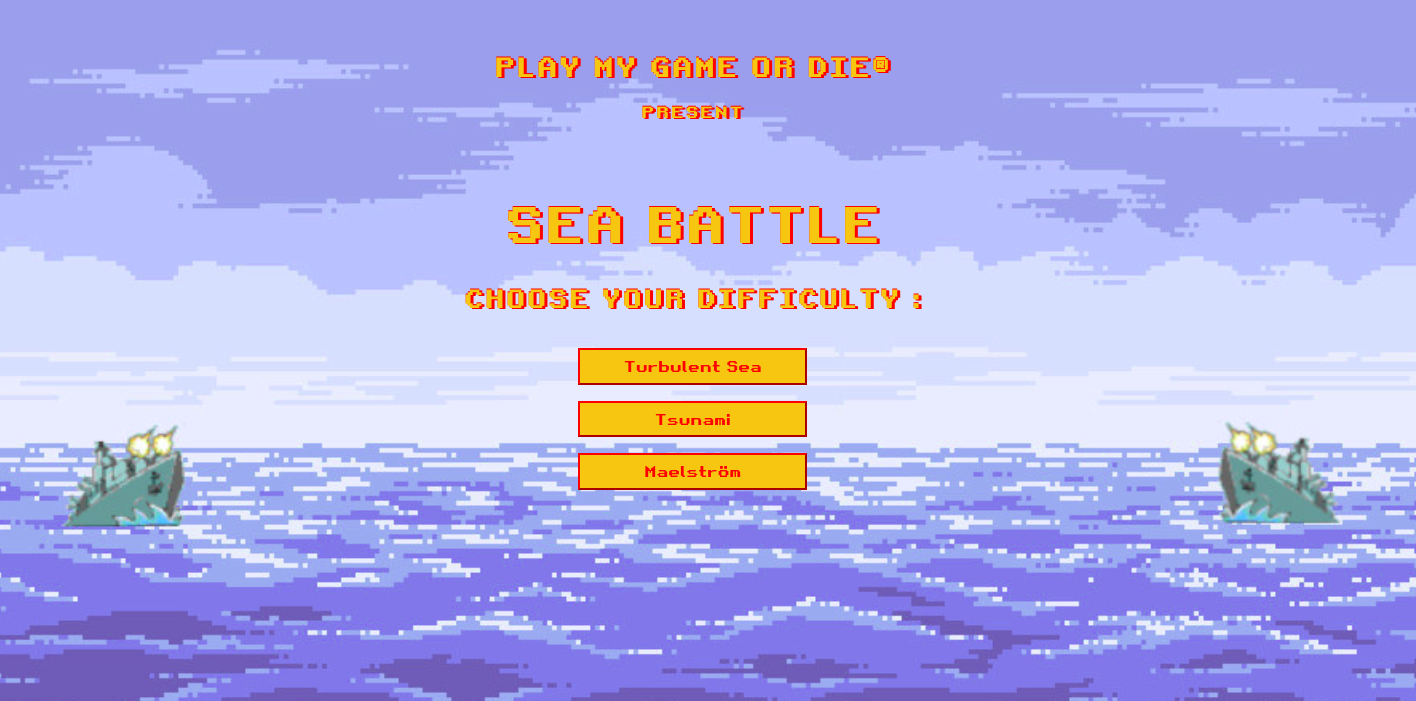 PLAY MY GAME OR DIE®
PRESENT
SEA BATTLE
CHOOSE YOUR DIFFICULTY :
Turbulent Sea
Tsunami
Maelström